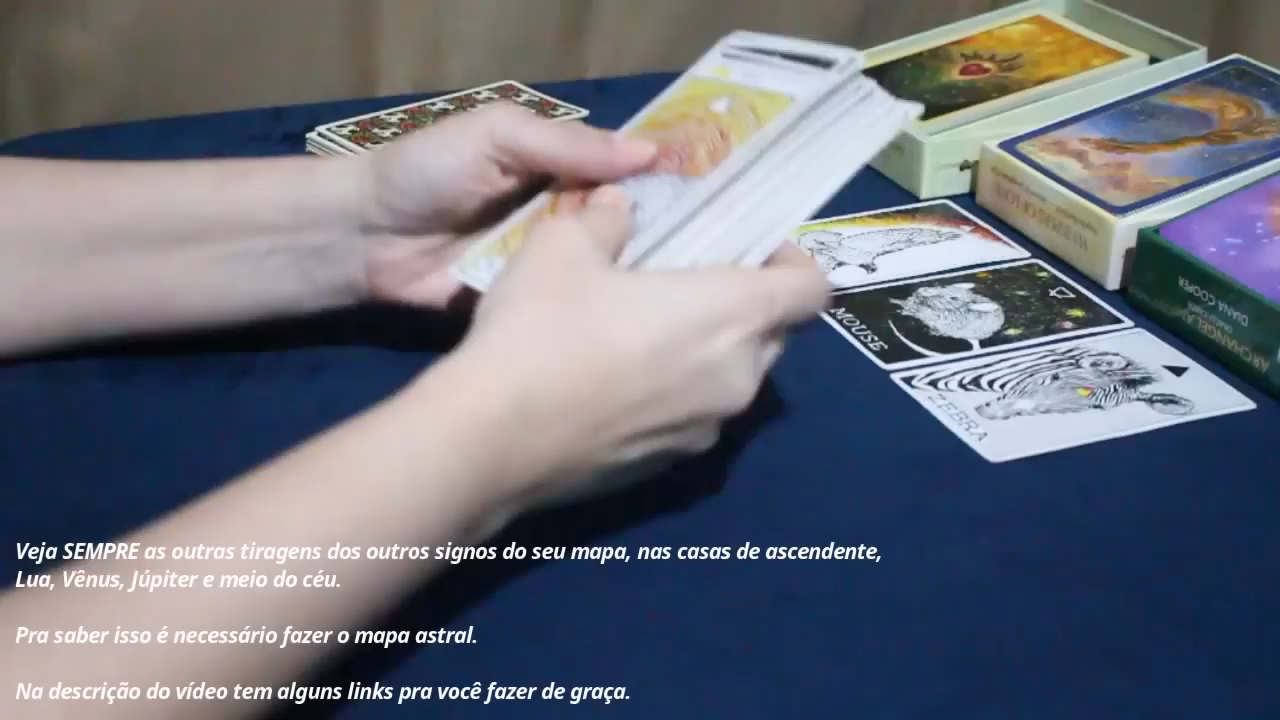 MOUSE
ZEBRA
DIANA COOPER
ARCHANGEL
Veja SEMPRE as outras tiragens dos outros signos do seu mapa, nas casas de ascendente,
Lua, Vênus, Júpiter e meio do céu.
Pra saber isso é necessário fazer o mapa astral.
Na descrição do vídeo tem alguns links pra você fazer de graça.